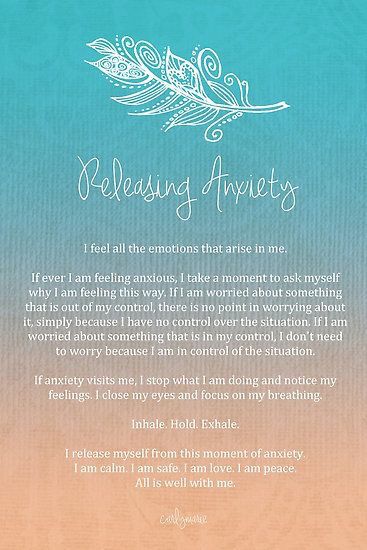 Releasing Anxiety
I feel all the emotions that arise in me.
If ever I am feeling anxious, I take a moment to ask myself
why I am feeling this way. If I am worried about something
that is out of my control, there is no point in worrying about
it, simply because I have no control over the situation. If I am
worried about something that is in my control, I don't need
to worry because I am in control of the situation.
If anxiety visits me, I stop what I am doing and notice my
feelings. I close my eyes and focus on my breathing.
Inhale. Hold. Exhale.
I release myself from this moment of anxiety.
I am calm. I am safe. I am love. I am peace.
All is well with me.
carlymarie